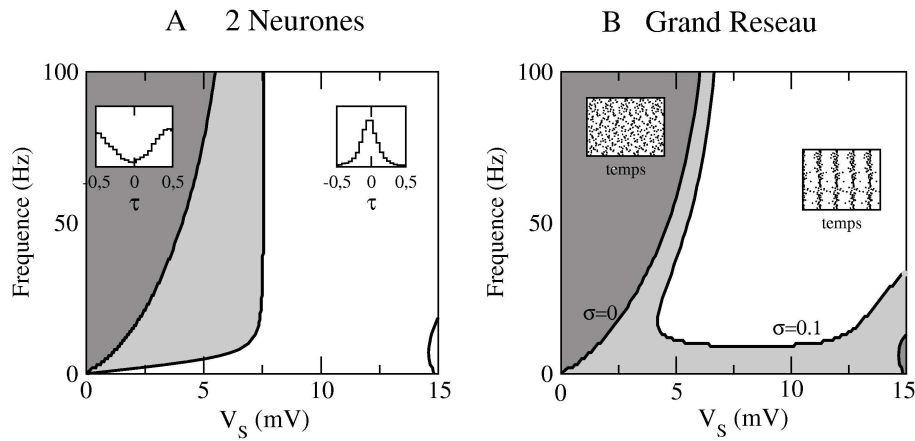 A 2 Neurones
100
50
0
Frequence (Hz)
-0,5 0 0,5
τ
-0,5 0 0,5
τ
0 5 10 15
V_S (mV)
B Grand Reseau
100
50
0
Frequence (Hz)
temps
temps
σ=0
σ=0.1
0 5 10 15
V_S (mV)